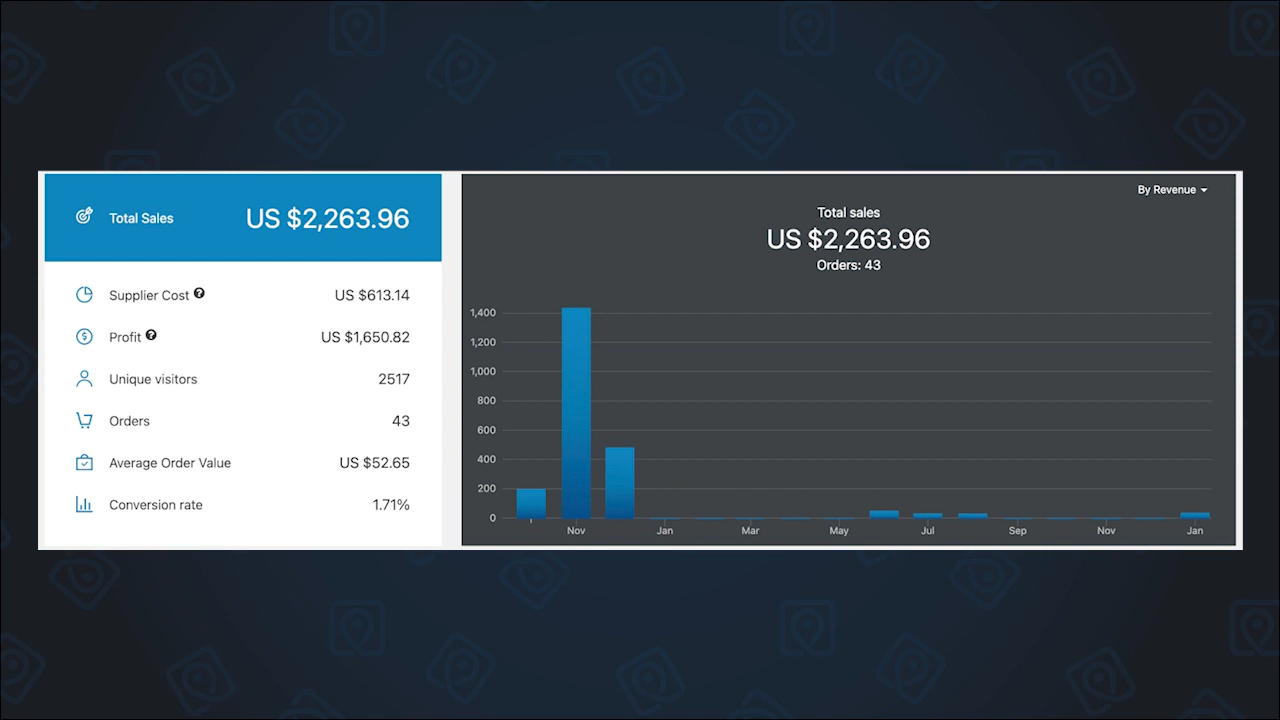 Total Sales US $2,263.96
Supplier Cost ? US $613.14
Profit ? US $1,650.82
Unique visitors 2517
Orders 43
Average Order Value US $52.65
Conversion rate 1.71%
By Revenue
Total sales
US $2,263.96
Orders: 43
1,400
1,200
1,000
800
600
400
200
0
Nov Jan Mar May Jul Sep Nov Jan